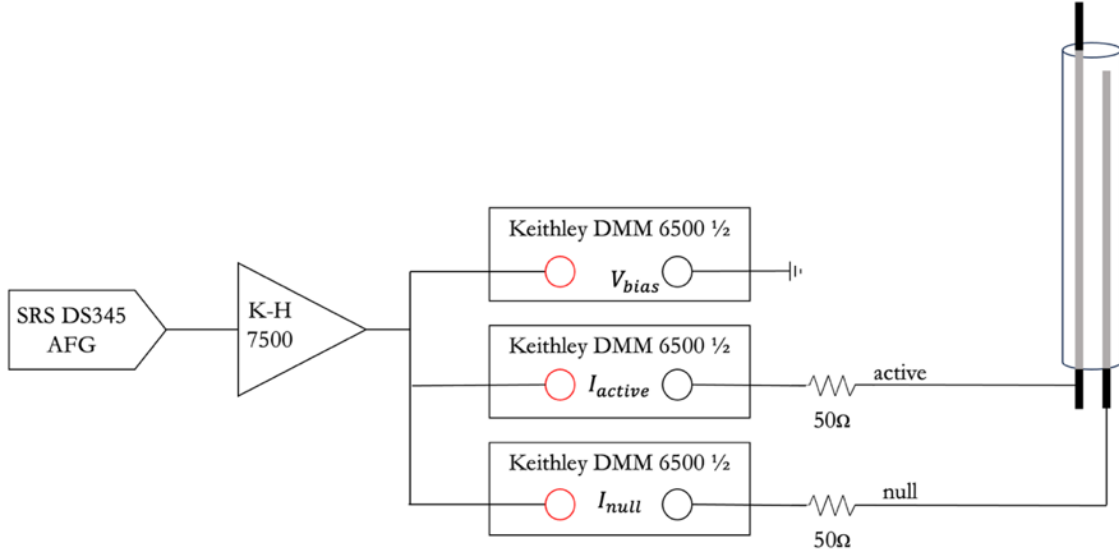 SRS DS345
AFG
K-H
7500
Keithley DMM 6500 ½
V_bias
Keithley DMM 6500 ½
I_active
active
50Ω
Keithley DMM 6500 ½
I_null
null
50Ω